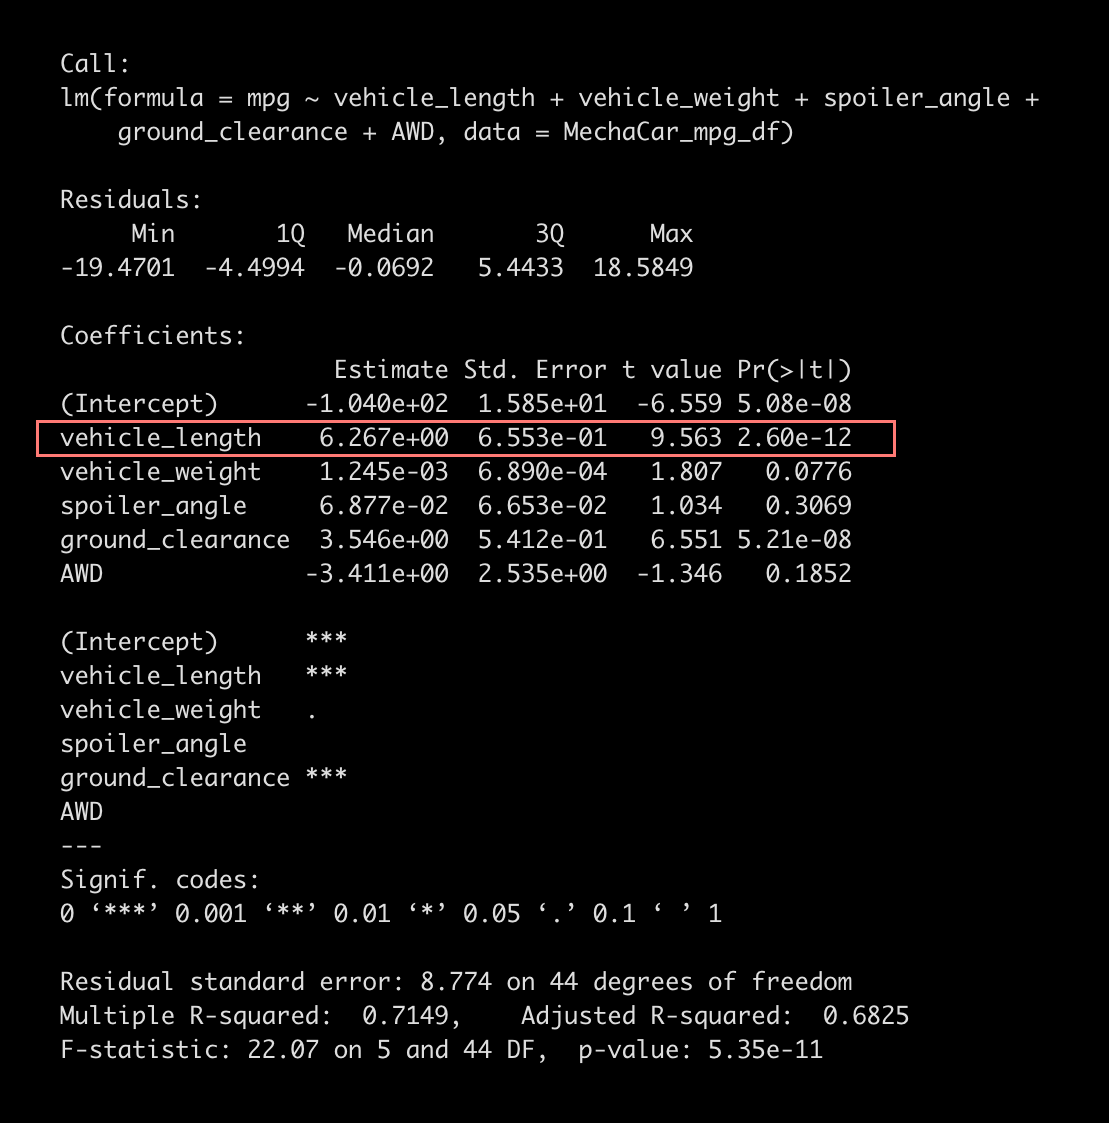 Call:
lm(formula = mpg ~ vehicle_length + vehicle_weight + spoiler_angle +
    ground_clearance + AWD, data = MechaCar_mpg_df)
Residuals:
     Min       1Q   Median       3Q      Max
-19.4701  -4.4994  -0.0692   5.4433  18.5849
Coefficients:
                   Estimate Std. Error t value Pr(>|t|)
(Intercept)      -1.040e+02  1.585e+01  -6.559 5.08e-08
vehicle_length    6.267e+00  6.553e-01   9.563 2.60e-12
vehicle_weight    1.245e-03  6.890e-04   1.807   0.0776
spoiler_angle     6.877e-02  6.653e-02   1.034   0.3069
ground_clearance  3.546e+00  5.412e-01   6.551 5.21e-08
AWD              -3.411e+00  2.535e+00  -1.346   0.1852
(Intercept)      ***
vehicle_length   ***
vehicle_weight   .
spoiler_angle
ground_clearance ***
AWD
---
Signif. codes:
0 ‘***’ 0.001 ‘**’ 0.01 ‘*’ 0.05 ‘.’ 0.1 ‘ ’ 1
Residual standard error: 8.774 on 44 degrees of freedom
Multiple R-squared:  0.7149,    Adjusted R-squared:  0.6825
F-statistic: 22.07 on 5 and 44 DF,  p-value: 5.35e-11